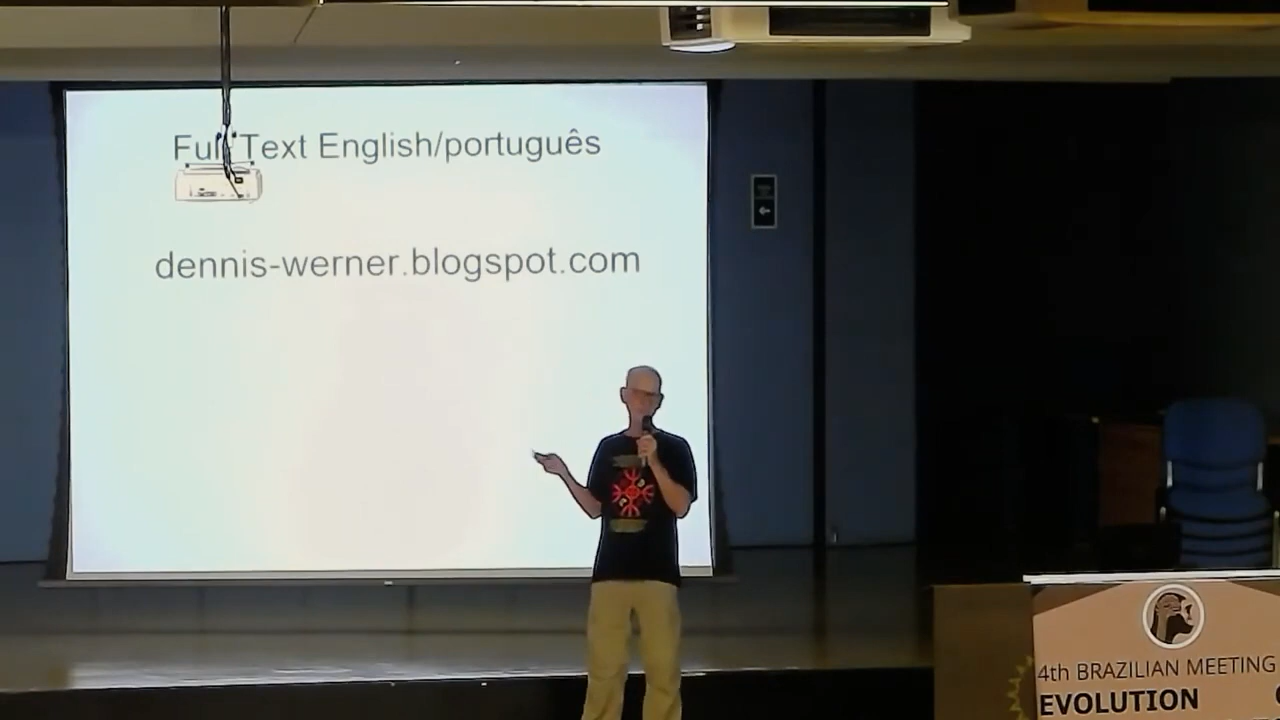 Full Text English/português
dennis-werner.blogspot.com
4th BRAZILIAN MEETING
EVOLUTION